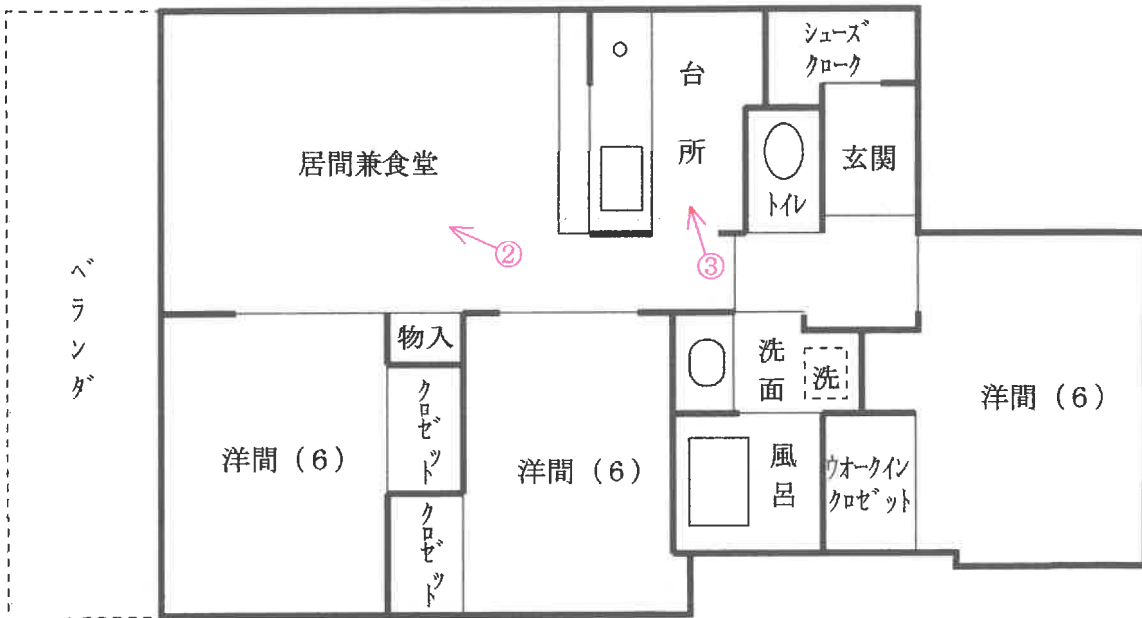 シューズ
クローク
台所
居間兼食堂
玄関
トイレ
②
③
ベランダ
物入
洗面
洗
クロゼット
洋間（6）
洋間（6）
洋間（6）
風呂
ウオークイン
クロゼット
クロゼット